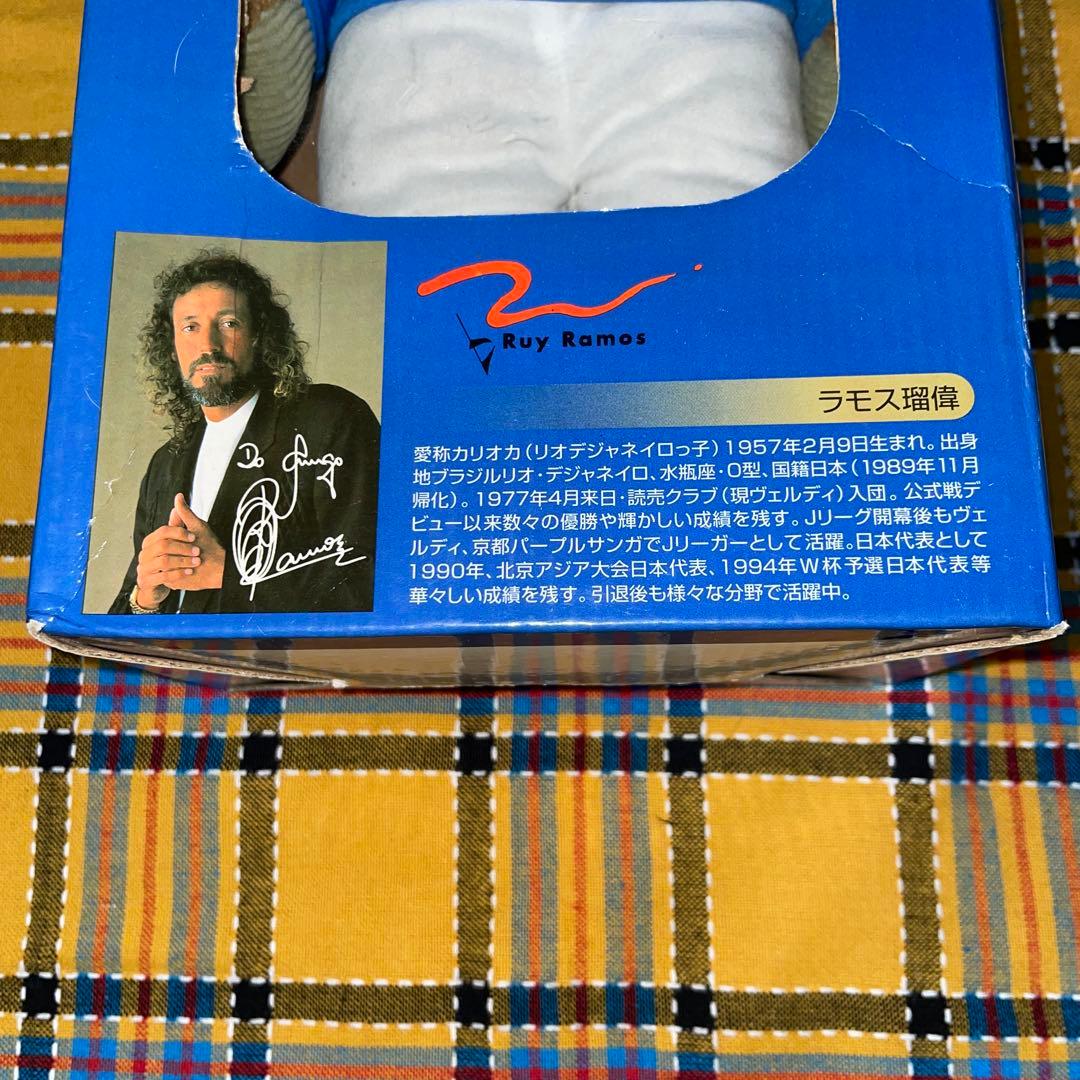 Ruy Ramos
ラモス瑠偉
愛称カリオカ(リオデジャネイロっ子)1957年2月9日生まれ。出身
地ブラジルリオ・デジャネイロ、水瓶座・O型、国籍日本(1989年11月
帰化)。1977年4月来日・読売クラブ(現ヴェルディ)入団。公式戦デ
ビュー以来数々の優勝や輝かしい成績を残す。Jリーグ開幕後もヴェ
ルディ、京都パープルサンガでJリーガーとして活躍。日本代表として
1990年、北京アジア大会日本代表、1994年W杯予選日本代表等
華々しい成績を残す。引退後も様々な分野で活躍中。
Ramos